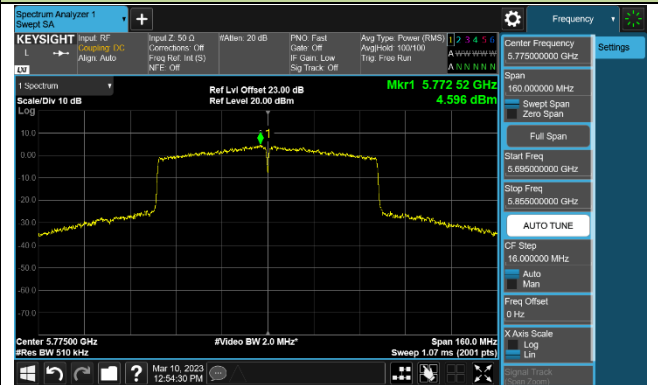 Spectrum Analyzer 1
Swept SA
+
Frequency
KEYSIGHT
L
LXI
Input: RF
Coupling: DC
Align: Auto
Input Z: 50 Ω
Corrections: Off
Freq Ref: Int (S)
NFE: Off
#Atten: 20 dB
PNO: Fast
Gate: Off
IF Gain: Low
Sig Track: Off
Avg Type: Power (RMS)
Avg|Hold: 100/100
Trig: Free Run
1 2 3 4 5 6
A W W W W W
A N N N N N
1 Spectrum
Scale/Div 10 dB
Log
Ref Lvl Offset 23.00 dB
Ref Level 20.00 dBm
Mkr1 5.772 52 GHz
4.596 dBm
10.0
0.00
-10.0
-20.0
-30.0
-40.0
-50.0
-60.0
-70.0
1
Center 5.77500 GHz
#Res BW 510 kHz
#Video BW 2.0 MHz*
Span 160.0 MHz
Sweep 1.07 ms (2001 pts)
?
Mar 10, 2023
12:54:30 PM
Settings
Center Frequency
5.775000000 GHz
Span
160.000000 MHz
Swept Span
Zero Span
Full Span
Start Freq
5.695000000 GHz
Stop Freq
5.855000000 GHz
AUTO TUNE
CF Step
16.000000 MHz
Auto
Man
Freq Offset
0 Hz
X Axis Scale
Log
Lin
Signal Track
(Span Zoom)